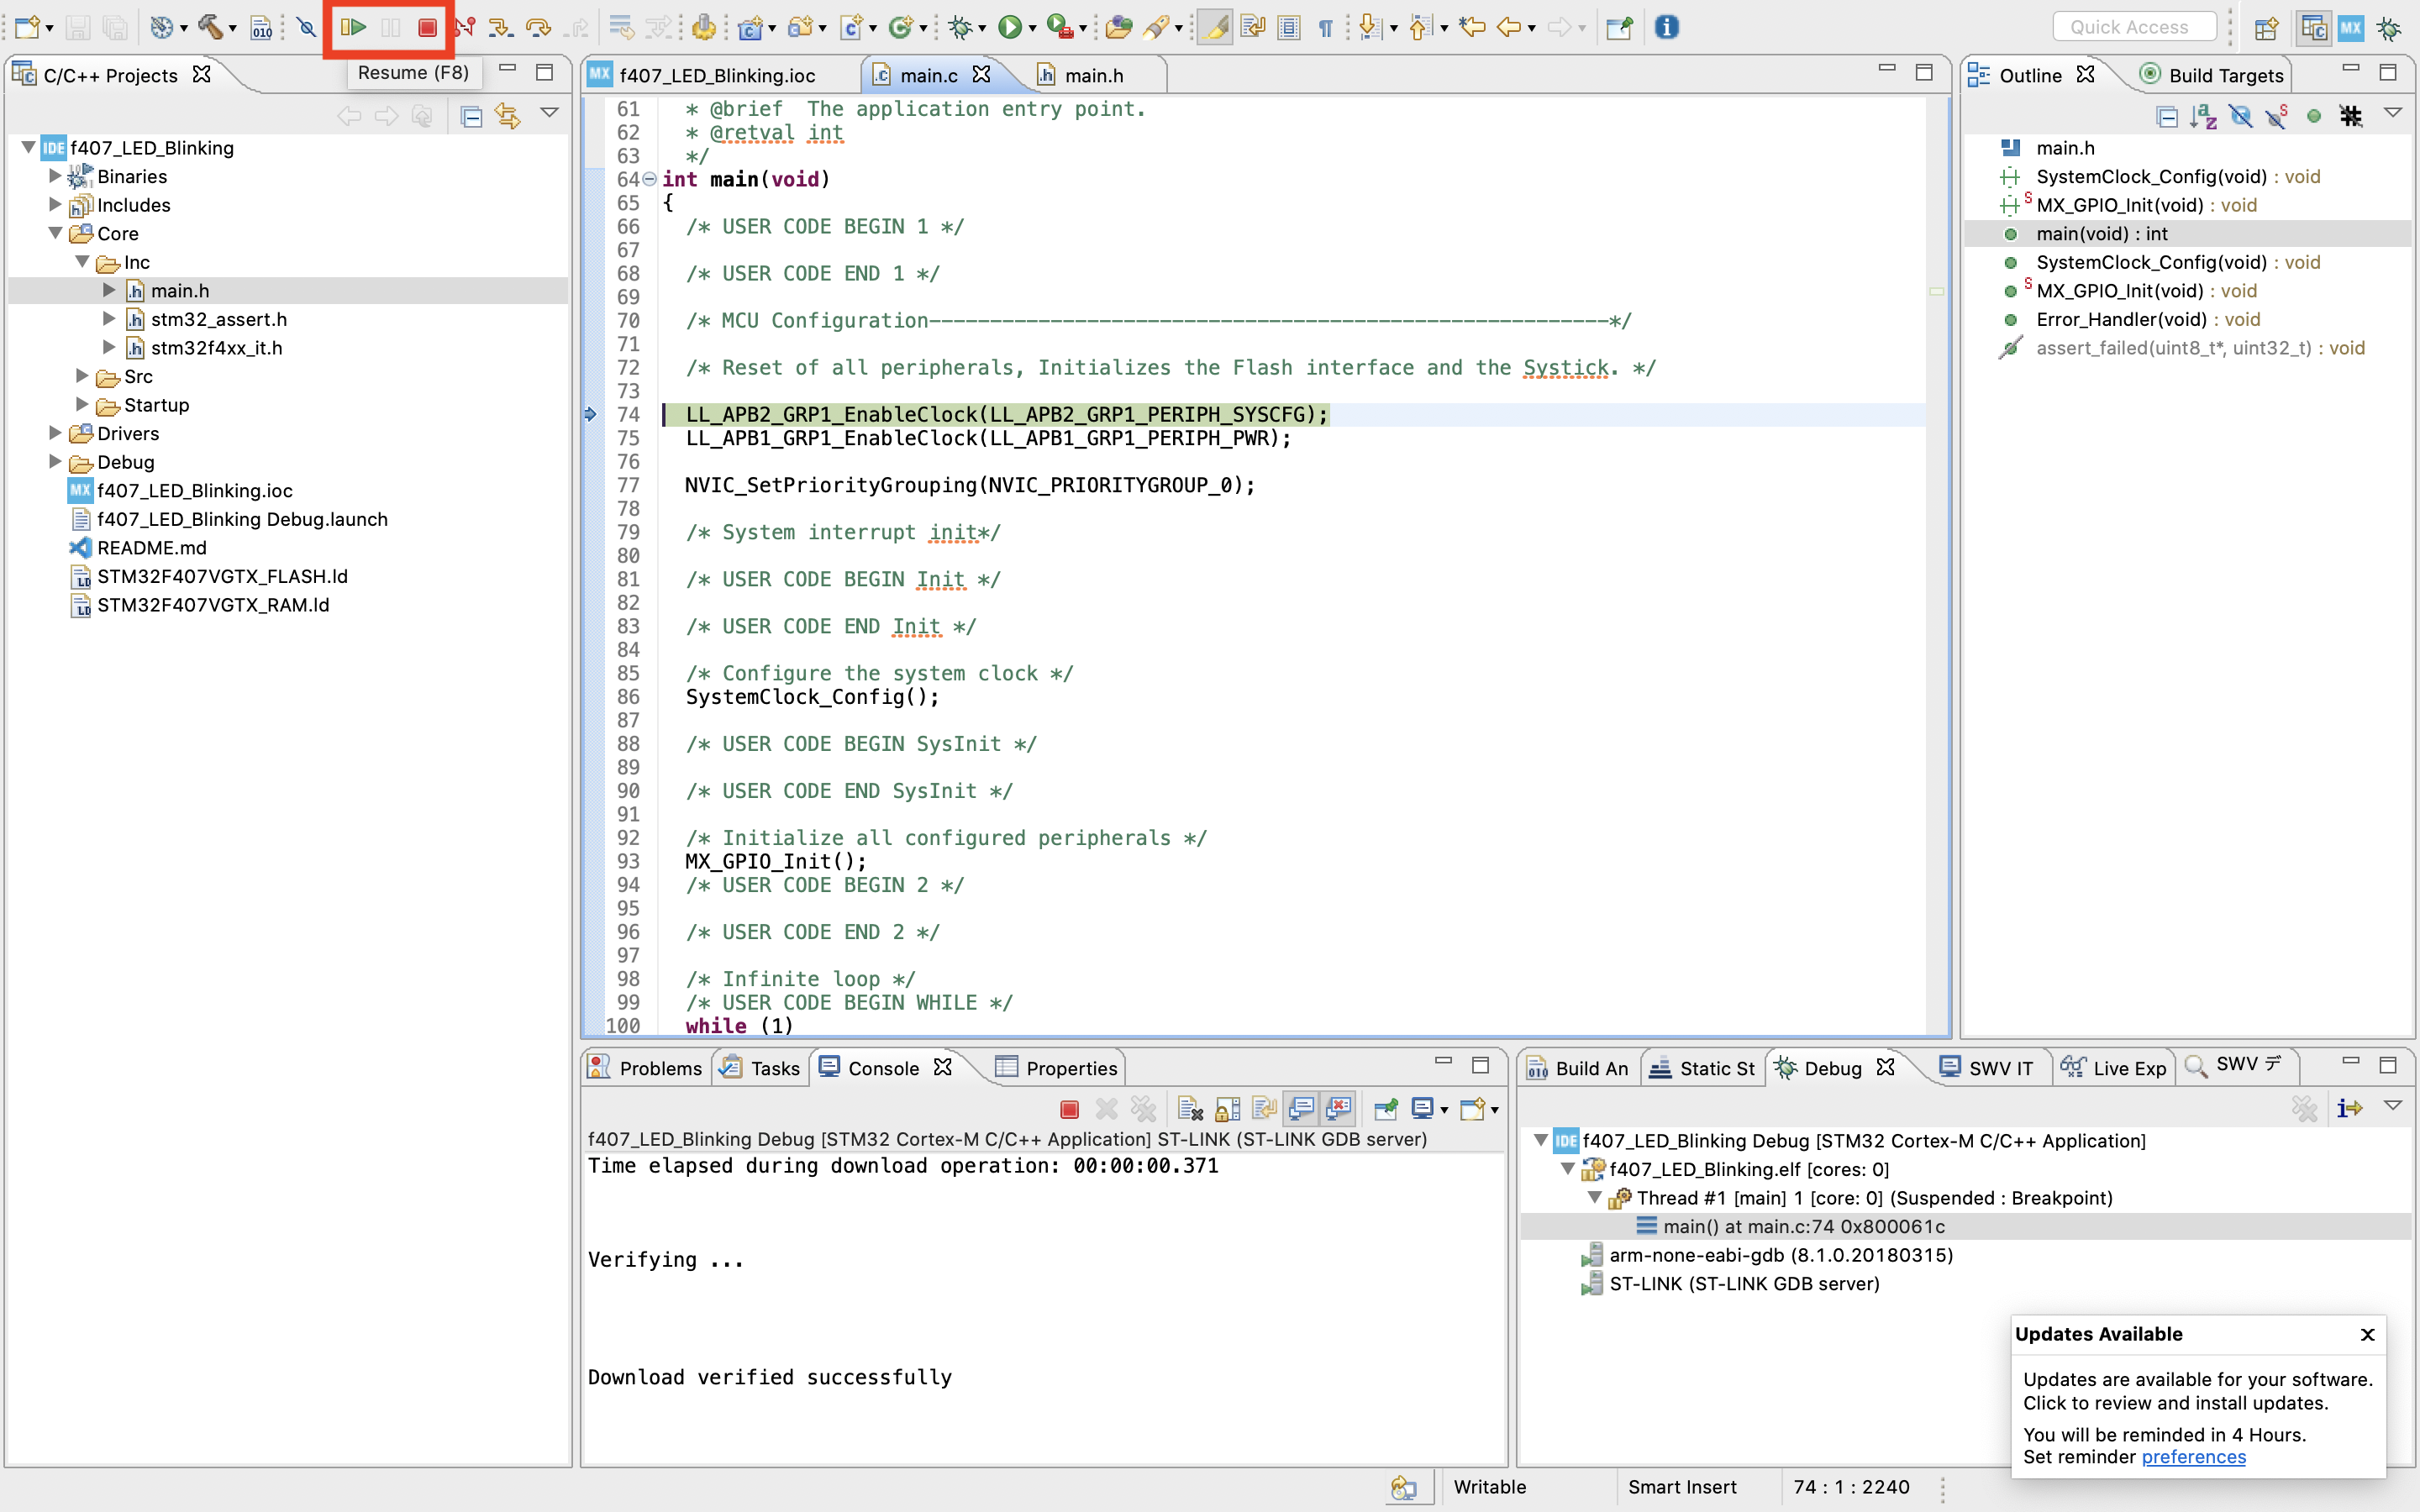 Quick Access
Resume (F8)
C/C++ Projects
f407_LED_Blinking
Binaries
Includes
Core
Inc
main.h
stm32_assert.h
stm32f4xx_it.h
Src
Startup
Drivers
Debug
f407_LED_Blinking.ioc
f407_LED_Blinking Debug.launch
README.md
STM32F407VGTX_FLASH.ld
STM32F407VGTX_RAM.ld
f407_LED_Blinking.ioc
main.c
main.h
61 * @brief  The application entry point.
62 * @retval int
63 */
64 int main(void)
65 {
66 /* USER CODE BEGIN 1 */
67
68 /* USER CODE END 1 */
69
70 /* MCU Configuration--------------------------------------------------------*/
71
72 /* Reset of all peripherals, Initializes the Flash interface and the Systick. */
73
74 LL_APB2_GRP1_EnableClock(LL_APB2_GRP1_PERIPH_SYSCFG);
75 LL_APB1_GRP1_EnableClock(LL_APB1_GRP1_PERIPH_PWR);
76
77 NVIC_SetPriorityGrouping(NVIC_PRIORITYGROUP_0);
78
79 /* System interrupt init*/
80
81 /* USER CODE BEGIN Init */
82
83 /* USER CODE END Init */
84
85 /* Configure the system clock */
86 SystemClock_Config();
87
88 /* USER CODE BEGIN SysInit */
89
90 /* USER CODE END SysInit */
91
92 /* Initialize all configured peripherals */
93 MX_GPIO_Init();
94 /* USER CODE BEGIN 2 */
95
96 /* USER CODE END 2 */
97
98 /* Infinite loop */
99 /* USER CODE BEGIN WHILE */
100 while (1)
Outline
Build Targets
main.h
SystemClock_Config(void) : void
MX_GPIO_Init(void) : void
main(void) : int
SystemClock_Config(void) : void
MX_GPIO_Init(void) : void
Error_Handler(void) : void
assert_failed(uint8_t*, uint32_t) : void
Problems
Tasks
Console
Properties
f407_LED_Blinking Debug [STM32 Cortex-M C/C++ Application] ST-LINK (ST-LINK GDB server)
Time elapsed during download operation: 00:00:00.371
Verifying ...
Download verified successfully
Build An
Static St
Debug
SWV IT
Live Exp
SWV デ
f407_LED_Blinking Debug [STM32 Cortex-M C/C++ Application]
f407_LED_Blinking.elf [cores: 0]
Thread #1 [main] 1 [core: 0] (Suspended : Breakpoint)
main() at main.c:74 0x800061c
arm-none-eabi-gdb (8.1.0.20180315)
ST-LINK (ST-LINK GDB server)
Updates Available
Updates are available for your software.
Click to review and install updates.
You will be reminded in 4 Hours.
Set reminder preferences
Writable
Smart Insert
74 : 1 : 2240